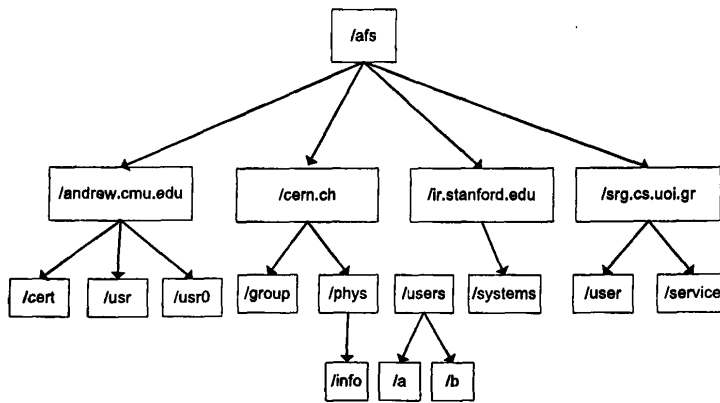 /afs
/andrew.cmu.edu
/cern.ch
/ir.stanford.edu
/srg.cs.uoi.gr
/cert
/usr
/usr0
/group
/phys
/users
/systems
/user
/service
/info
/a
/b